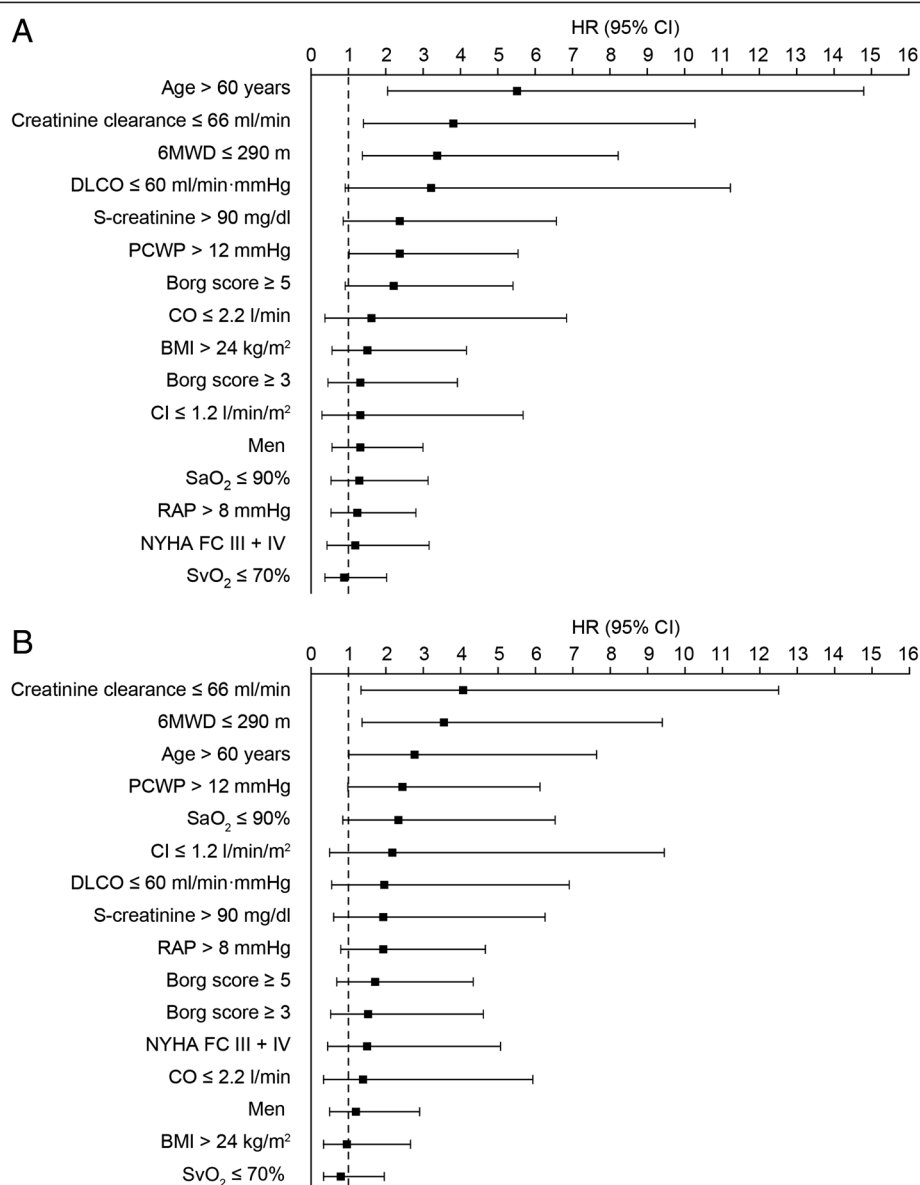 A
HR (95% CI)
0 1 2 3 4 5 6 7 8 9 10 11 12 13 14 15 16
Age > 60 years
Creatinine clearance ≤ 66 ml/min
6MWD ≤ 290 m
DLCO ≤ 60 ml/min·mmHg
S-creatinine > 90 mg/dl
PCWP > 12 mmHg
Borg score ≥ 5
CO ≤ 2.2 l/min
BMI > 24 kg/m²
Borg score ≥ 3
CI ≤ 1.2 l/min/m²
Men
SaO₂ ≤ 90%
RAP > 8 mmHg
NYHA FC III + IV
SvO₂ ≤ 70%
B
HR (95% CI)
0 1 2 3 4 5 6 7 8 9 10 11 12 13 14 15 16
Creatinine clearance ≤ 66 ml/min
6MWD ≤ 290 m
Age > 60 years
PCWP > 12 mmHg
SaO₂ ≤ 90%
CI ≤ 1.2 l/min/m²
DLCO ≤ 60 ml/min·mmHg
S-creatinine > 90 mg/dl
RAP > 8 mmHg
Borg score ≥ 5
Borg score ≥ 3
NYHA FC III + IV
CO ≤ 2.2 l/min
Men
BMI > 24 kg/m²
SvO₂ ≤ 70%